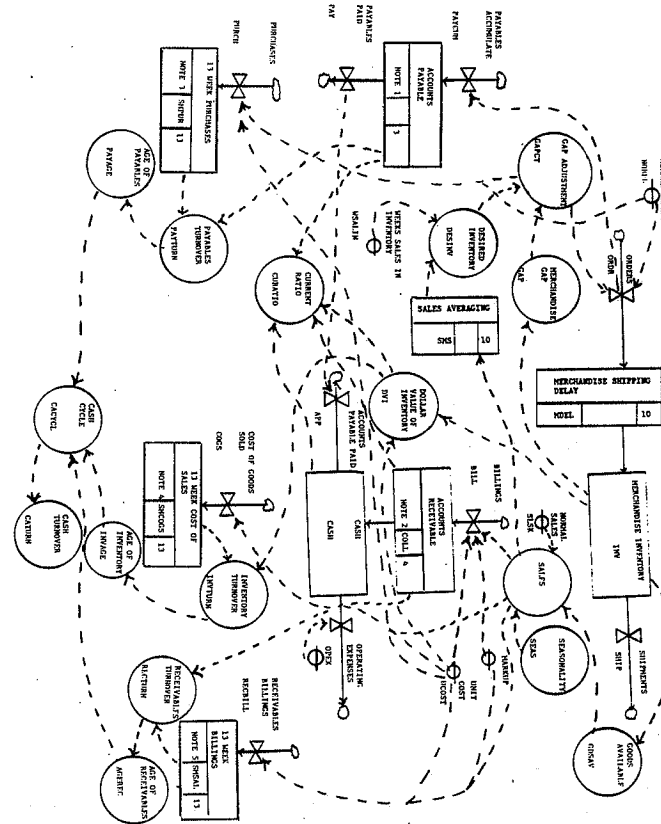 PURCHASES
PURCH
PAYABLES
PAID
PAY
PAYABLES
ACCUMULATE
PAYCUM
13 WEEK PURCHASES
NOTE 3
SMPUR
13
ACCOUNTS
PAYABLE
NOTE 1
3
AGE OF
PAYABLES
PAYAGE
PAYABLES
TURNOVER
PAYTURN
GAP ADJUSTMENT
GAPCT
ORDERS
ORDR
WEEKS SALES IN
INVENTORY
WSALIN
DESIRED
INVENTORY
DESINV
MERCHANDISE
GAP
GAP
CURRENT
RATIO
CURATIO
SALES AVERAGING
SMS
10
MERCHANDISE SHIPPING
DELAY
MDEL
10
DOLLAR
VALUE OF
INVENTORY
DVI
ACCOUNTS
PAYABLE PAID
APP
CASH
CYCLE
CACYCL
CASH
TURNOVER
CATURN
COST OF GOODS
SOLD
COGS
13 WEEK COST OF
SALES
NOTE 4
SMCOGS
13
AGE OF
INVENTORY
INVAGE
INVENTORY
TURNOVER
INVTURN
CASH
CASH
ACCOUNTS
RECEIVABLE
NOTE 2
COLL
4
BILLINGS
BILL
NORMAL
SALES
SLSK
SALES
MERCHANDISE INVENTORY
INV
SHIPMENTS
SHIP
SEASONALITY
SEAS
MARKUP
UNIT
COST
UCOST
OPERATING
EXPENSES
OPEX
RECEIVABLES
TURNOVER
RECTURN
RECEIVABLES
BILLINGS
RECBILL
13 WEEK
BILLINGS
NOTE 5
SMSAL
13
AGE OF
RECEIVABLES
AGEREC
GOODS
AVAILABLE
GDSAV